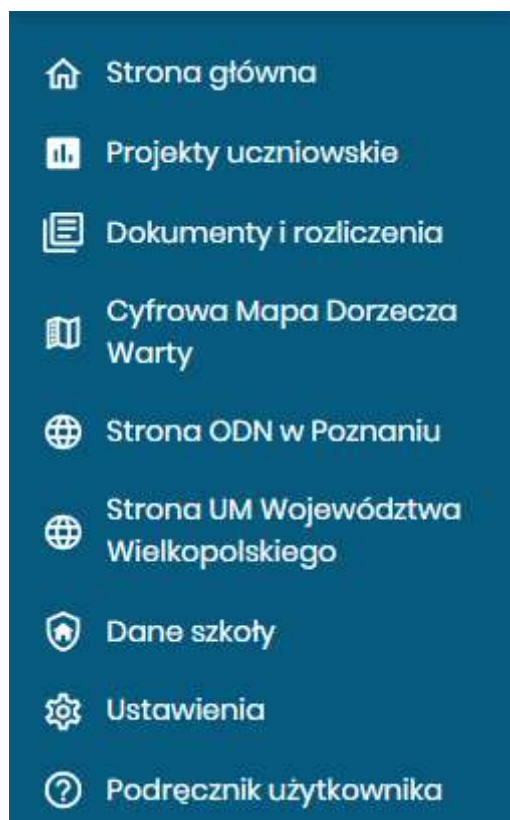 Strona główna
Projekty uczniowskie
Dokumenty i rozliczenia
Cyfrowa Mapa Dorzecza
Warty
Strona ODN w Poznaniu
Strona UM Województwa
Wielkopolskiego
Dane szkoły
Ustawienia
Podręcznik użytkownika